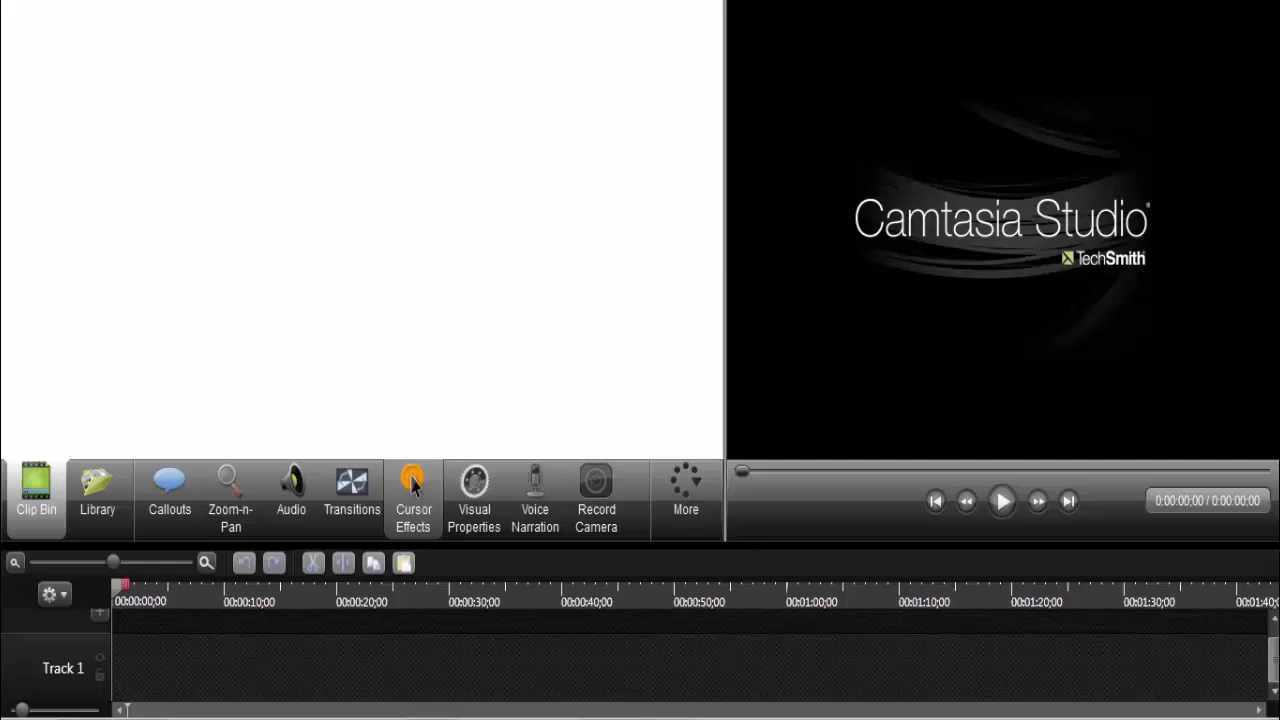 Camtasia Studio®
TechSmith
Clip Bin
Library
Callouts
Zoom-n-
Pan
Audio
Transitions
Cursor
Effects
Visual
Properties
Voice
Narration
Record
Camera
More
0:00:00;00 / 0:00:00;00
00:00:00;00 00:00:10;00 00:00:20;00 00:00:30;00 00:00:40;00 00:00:50;00 00:01:00;00 00:01:10;00 00:01:20;00 00:01:30;00 00:01:40;
Track 1